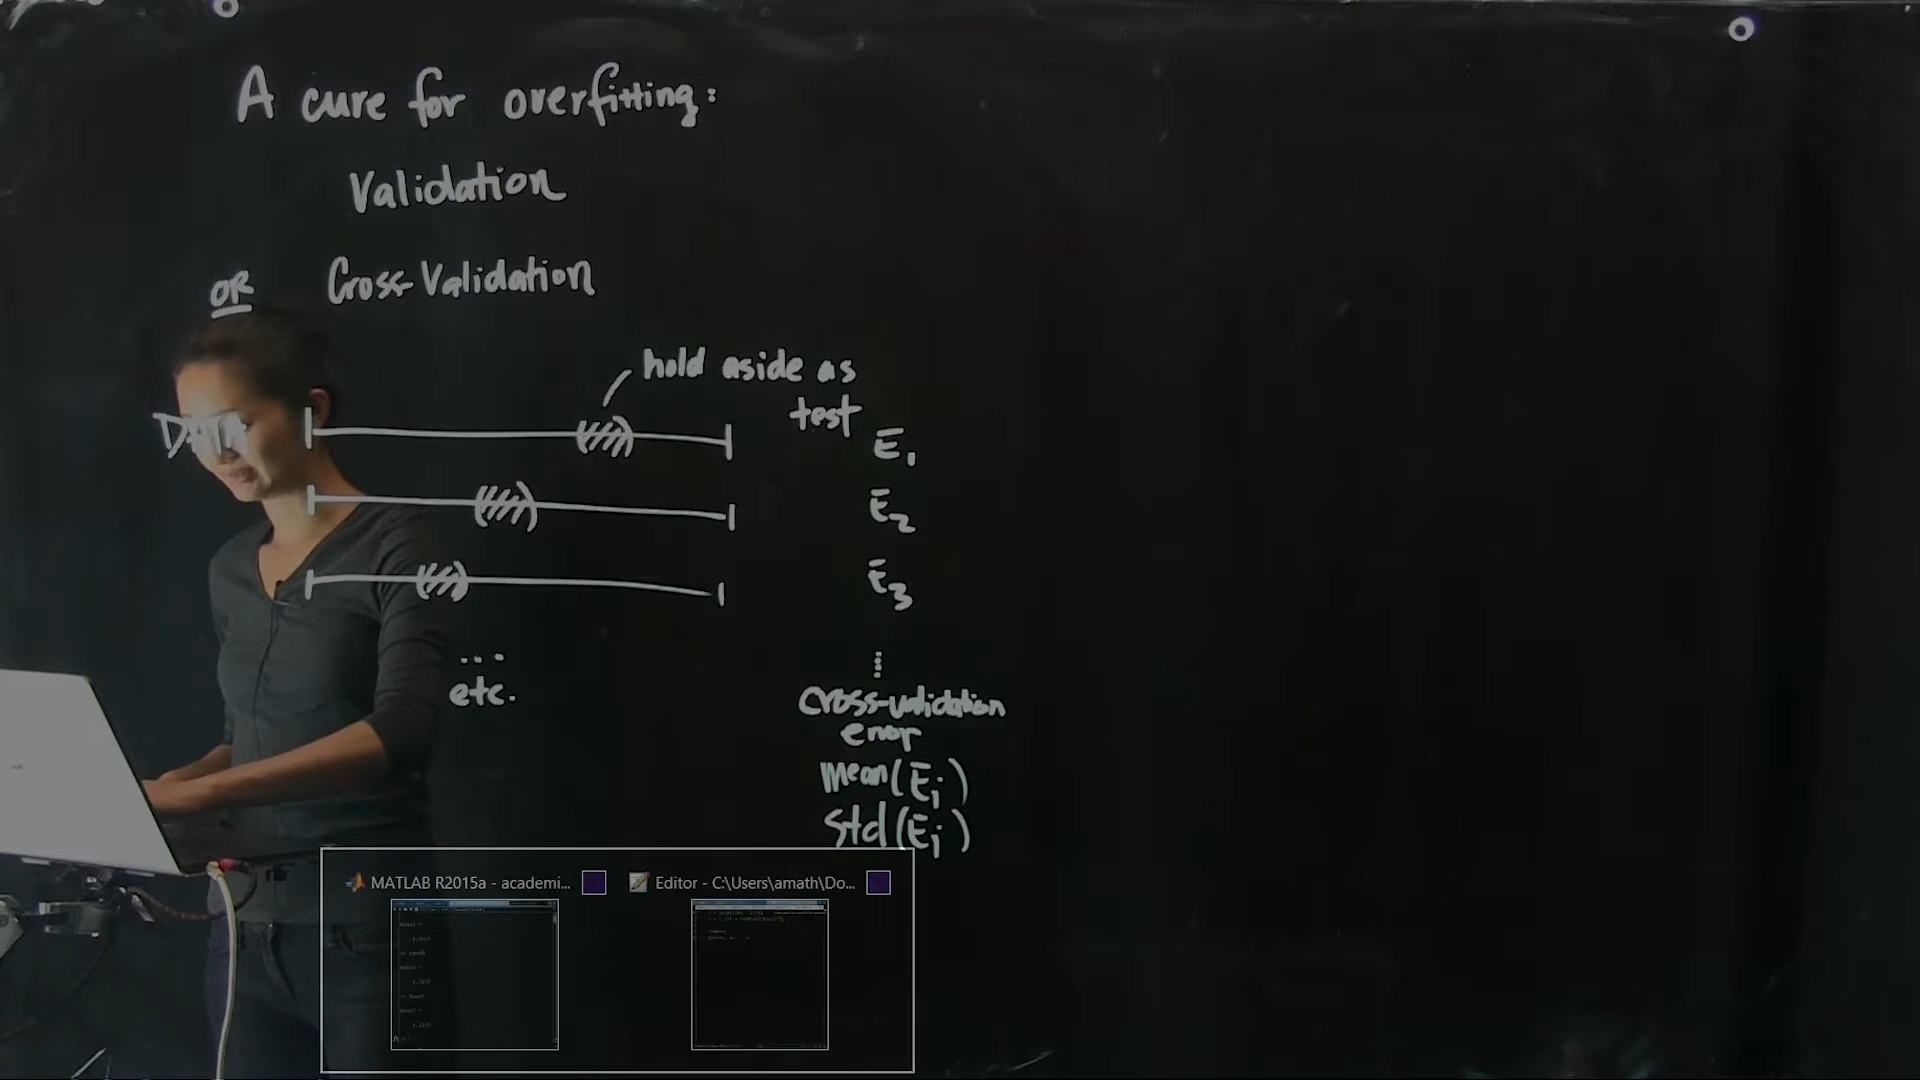 A cure for overfitting:
Validation
OR Cross-Validation
hold aside as
test
Data
E1
E2
E3
...
etc.
⋮
cross-validation
error
mean(Ei)
std(Ei)
MATLAB R2015a - academi...
Editor - C:\Users\amath\Do...